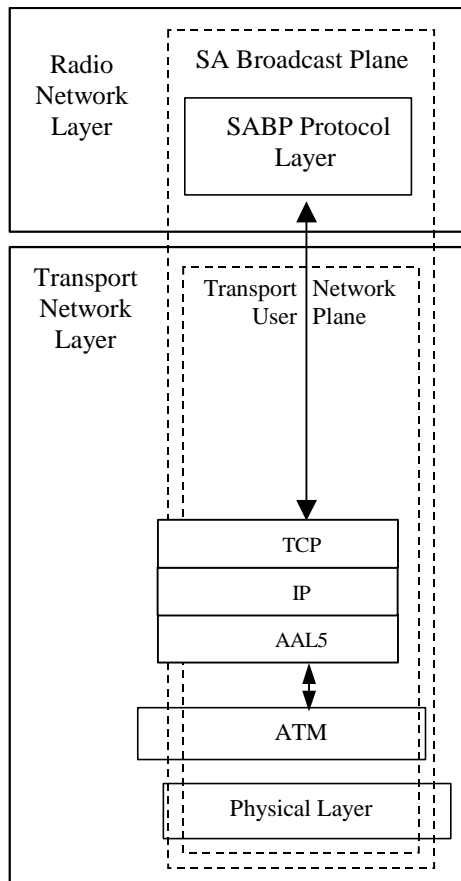 Radio
Network
Layer
SA Broadcast Plane
SABP Protocol
Layer
Transport
Network
Layer
Transport Network
User Plane
TCP
IP
AAL5
ATM
Physical Layer